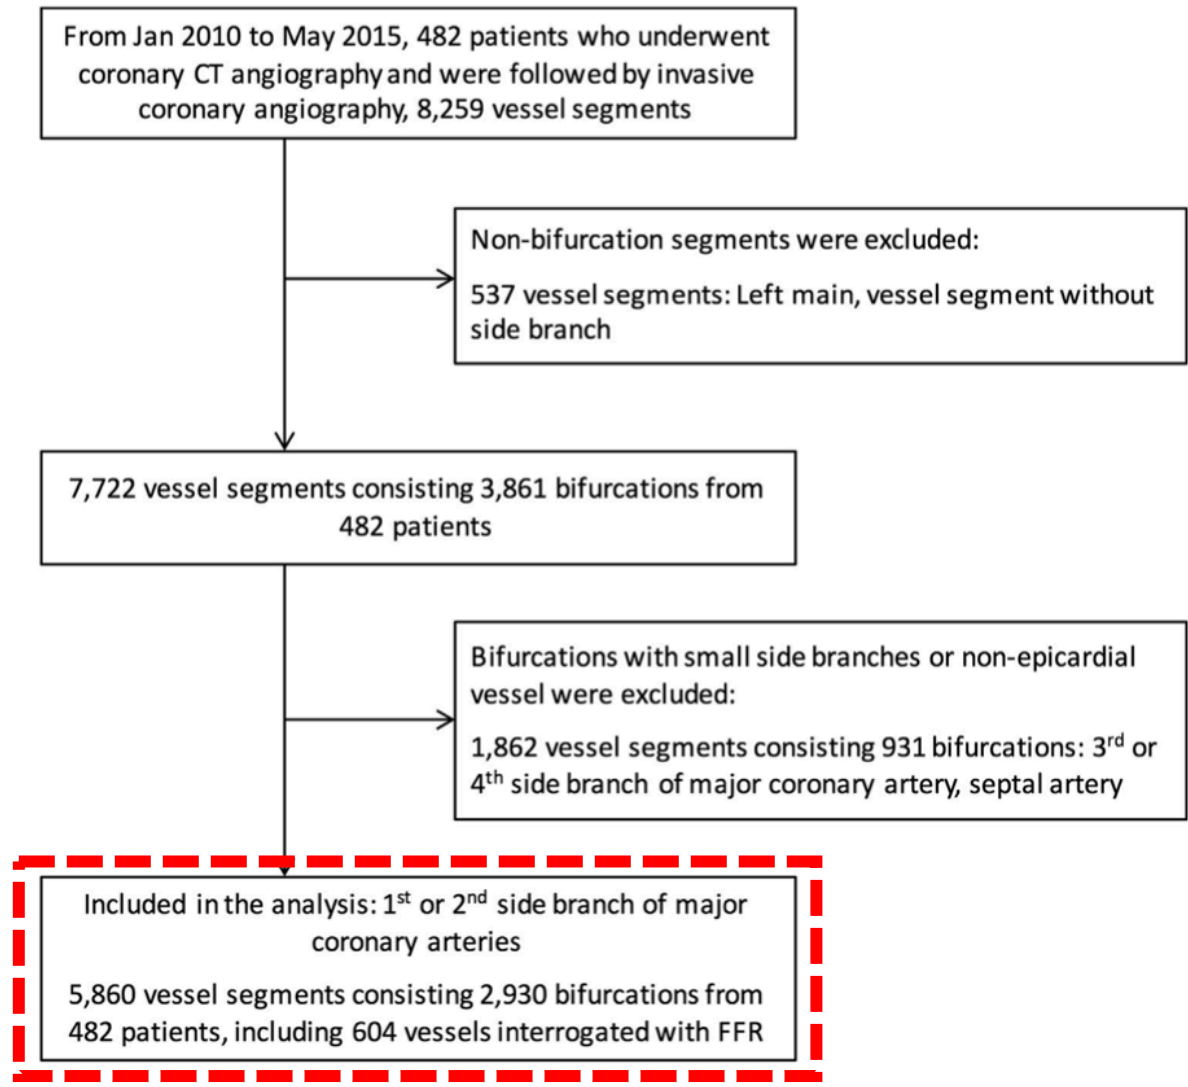 From Jan 2010 to May 2015, 482 patients who underwent
coronary CT angiography and were followed by invasive
coronary angiography, 8,259 vessel segments
Non-bifurcation segments were excluded:
537 vessel segments: Left main, vessel segment without
side branch
7,722 vessel segments consisting 3,861 bifurcations from
482 patients
Bifurcations with small side branches or non-epicardial
vessel were excluded:
1,862 vessel segments consisting 931 bifurcations: 3rd or
4th side branch of major coronary artery, septal artery
Included in the analysis: 1st or 2nd side branch of major
coronary arteries
5,860 vessel segments consisting 2,930 bifurcations from
482 patients, including 604 vessels interrogated with FFR